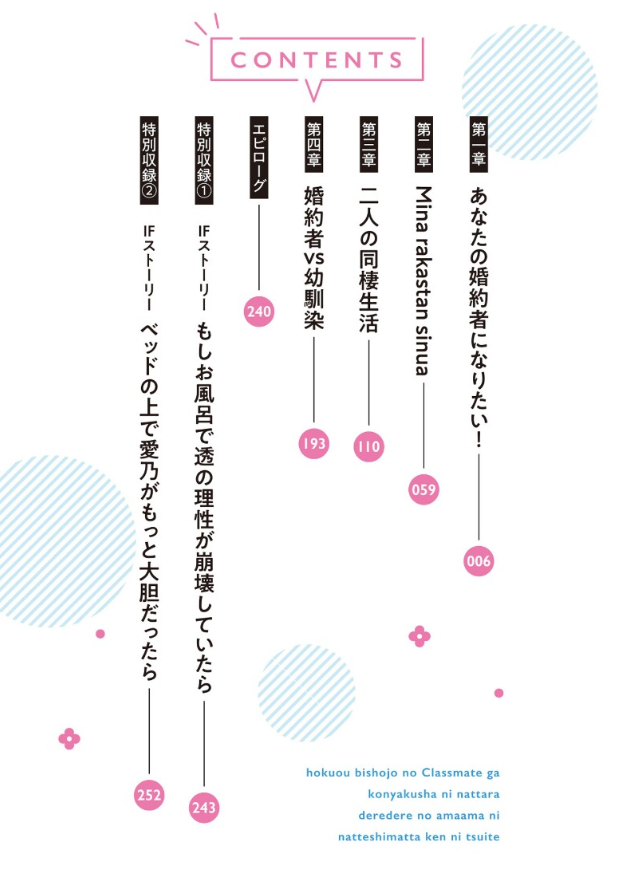 CONTENTS
第一章 あなたの婚約者になりたい! 006
第二章 Mina rakastan sinua 059
第三章 二人の同棲生活 110
第四章 婚約者vs幼馴染 193
エピローグ 240
特別収録① IFストーリー もしお風呂で透の理性が崩壊していたら 243
特別収録② IFストーリー ベッドの上で愛乃がもっと大胆だったら 252
hokuou bishojo no Classmate ga
konyakusha ni nattara
deredere no amaama ni
natteshimatta ken ni tsuite